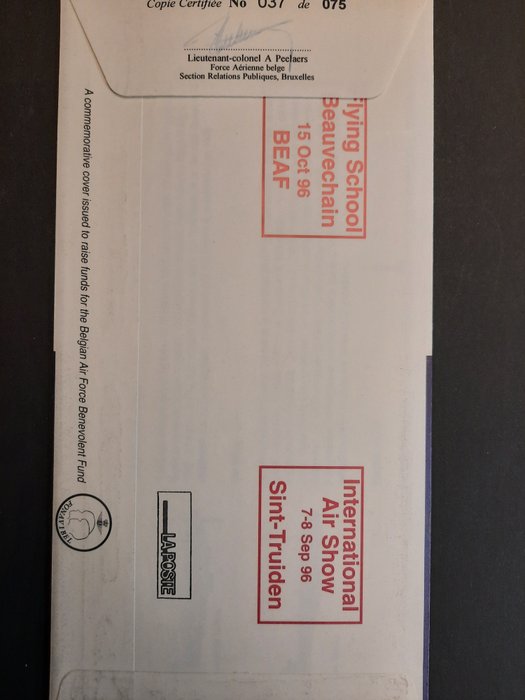 Copie Certifiée No 037 de 075
Lieutenant-colonel A Peelaers
Force Aérienne belge
Section Relations Publiques, Bruxelles
Flying School
Beauvechain
15 Oct 96
BEAF
A commemorative cover issued to raise funds for the Belgian Air Force Benevolent Fund
International
Air Show
7-8 Sep 96
Sint-Truiden
LA POSTE